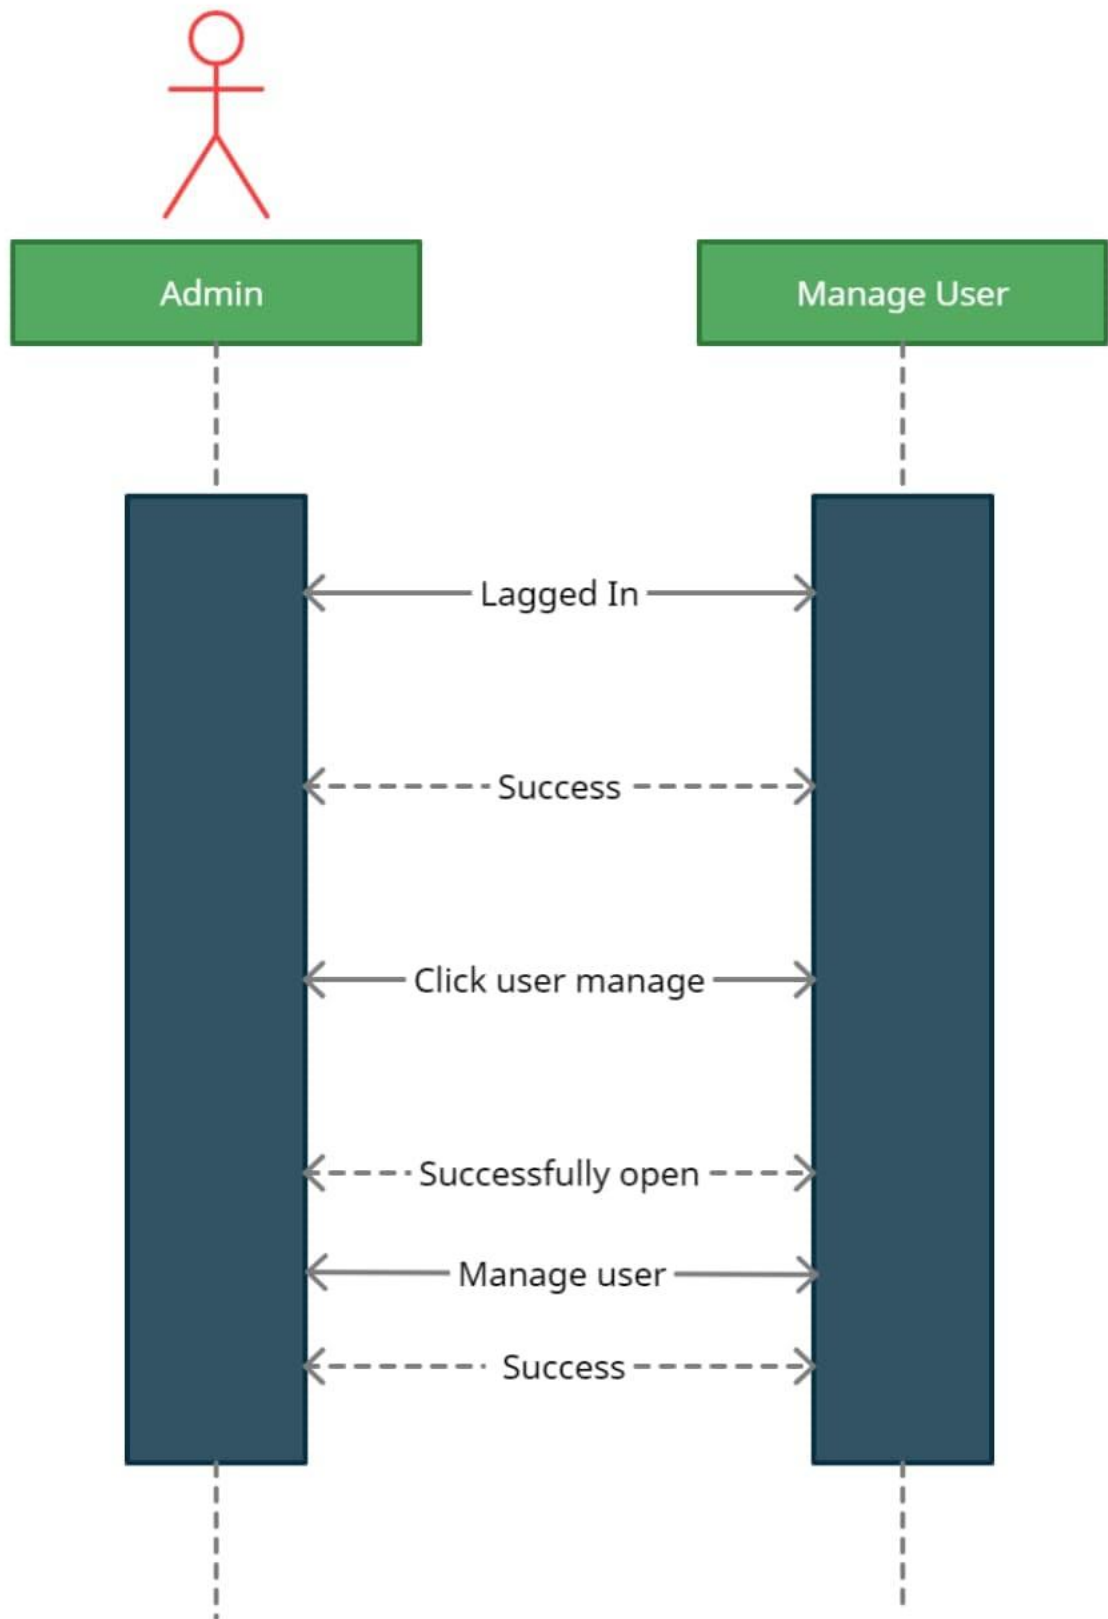 Admin
Manage User
Lagged In
Success
Click user manage
Successfully open
Manage user
Success